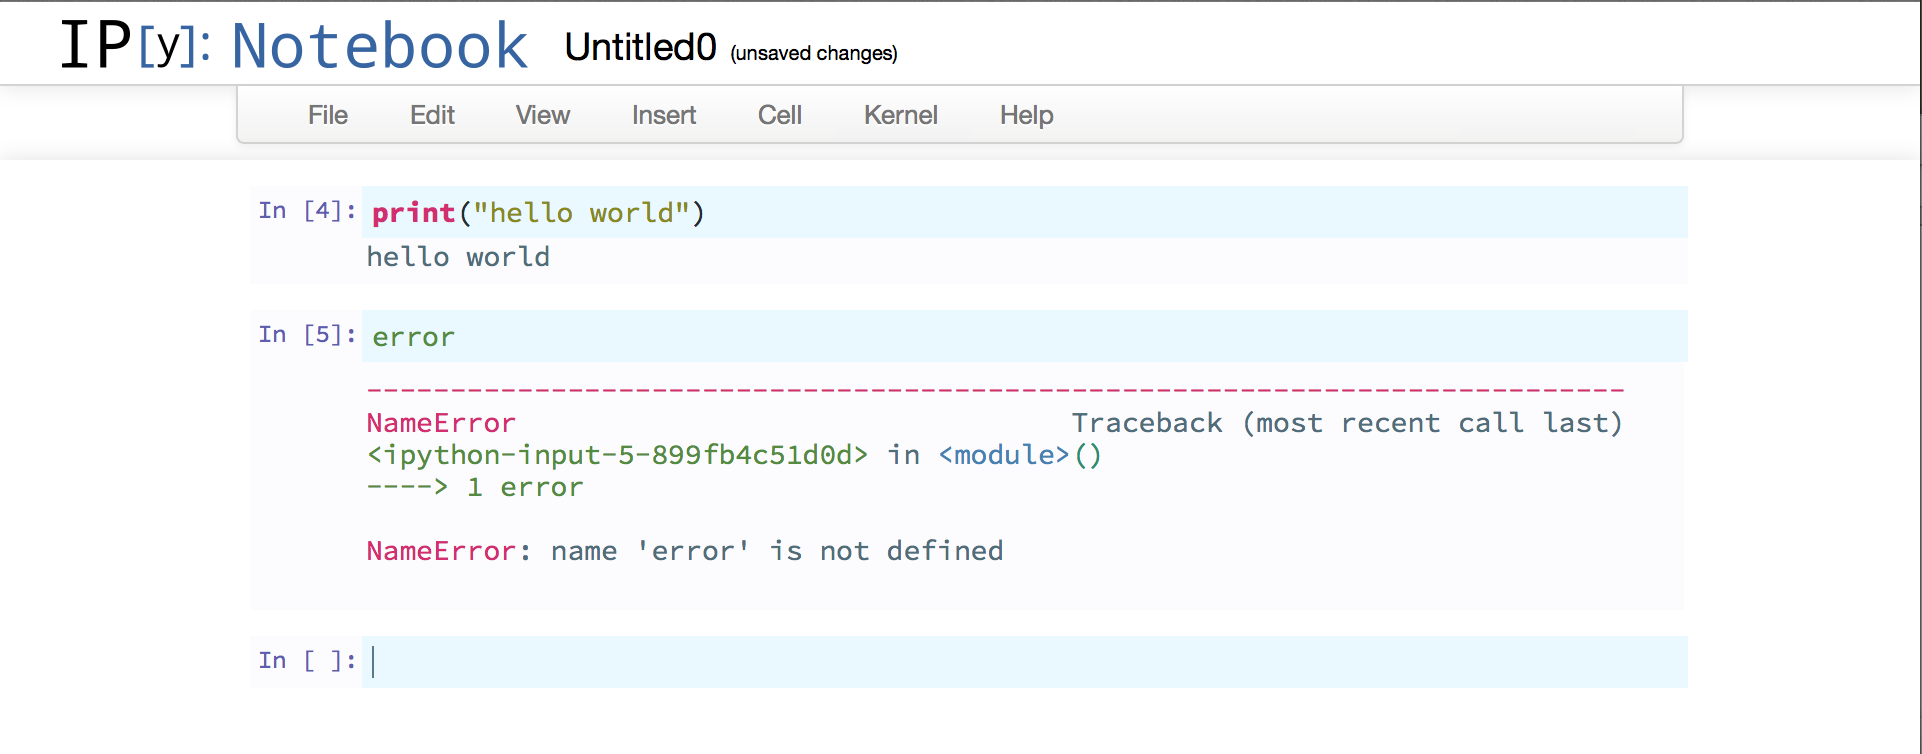 IP[y]: Notebook Untitled0 (unsaved changes)
File Edit View Insert Cell Kernel Help
In [4]: print("hello world")
hello world
In [5]: error
---------------------------------------------------------------------------
NameError Traceback (most recent call last)
<ipython-input-5-899fb4c51d0d> in <module>()
----> 1 error
NameError: name 'error' is not defined
In [ ]: